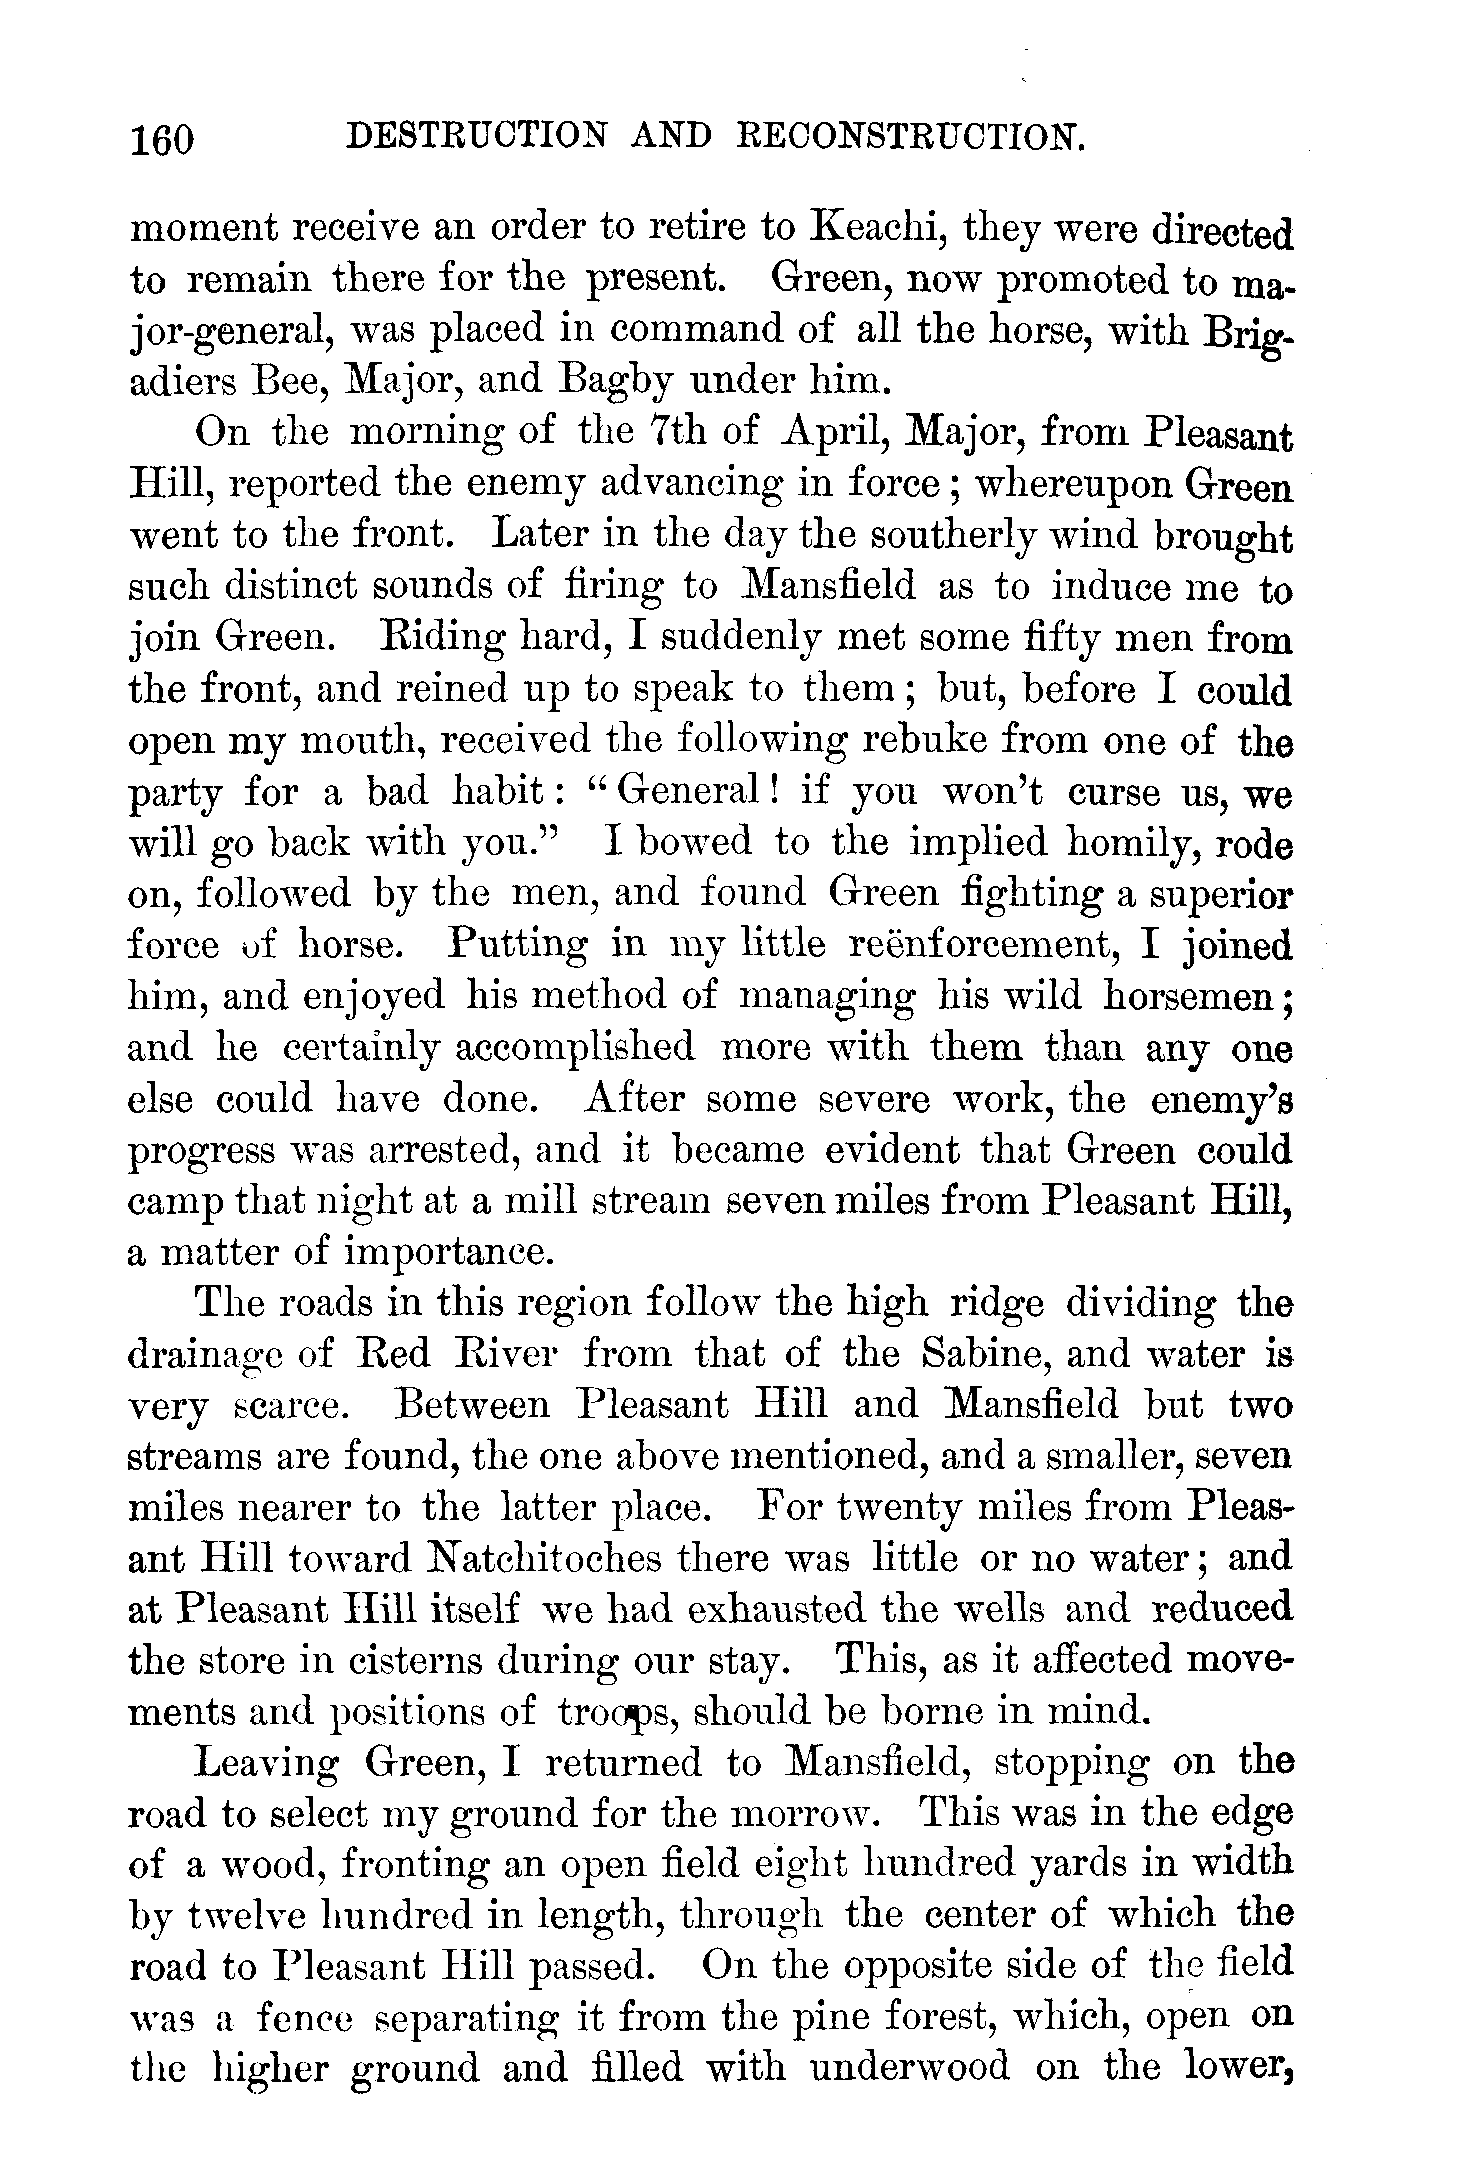 160 DESTRUCTION AND RECONSTRUCTION.
moment receive an order to retire to Keachi, they were directed
to remain there for the present. Green, now promoted to ma-
jor-general, was placed in command of all the horse, with Brig-
adiers Bee, Major, and Bagby under him.
On the morning of the 7th of April, Major, from Pleasant
Hill, reported the enemy advancing in force ; whereupon Green
went to the front. Later in the day the southerly wind brought
such distinct sounds of firing to Mansfield as to induce me to
join Green. Riding hard, I suddenly met some fifty men from
the front, and reined up to speak to them ; but, before I could
open my mouth, received the following rebuke from one of the
party for a bad habit : “ General ! if you won’t curse us, we
will go back with you.” I bowed to the implied homily, rode
on, followed by the men, and found Green fighting a superior
force of horse. Putting in my little reënforcement, I joined
him, and enjoyed his method of managing his wild horsemen ;
and he certainly accomplished more with them than any one
else could have done. After some severe work, the enemy’s
progress was arrested, and it became evident that Green could
camp that night at a mill stream seven miles from Pleasant Hill,
a matter of importance.
The roads in this region follow the high ridge dividing the
drainage of Red River from that of the Sabine, and water is
very scarce. Between Pleasant Hill and Mansfield but two
streams are found, the one above mentioned, and a smaller, seven
miles nearer to the latter place. For twenty miles from Pleas-
ant Hill toward Natchitoches there was little or no water ; and
at Pleasant Hill itself we had exhausted the wells and reduced
the store in cisterns during our stay. This, as it affected move-
ments and positions of troops, should be borne in mind.
Leaving Green, I returned to Mansfield, stopping on the
road to select my ground for the morrow. This was in the edge
of a wood, fronting an open field eight hundred yards in width
by twelve hundred in length, through the center of which the
road to Pleasant Hill passed. On the opposite side of the field
was a fence separating it from the pine forest, which, open on
the higher ground and filled with underwood on the lower,